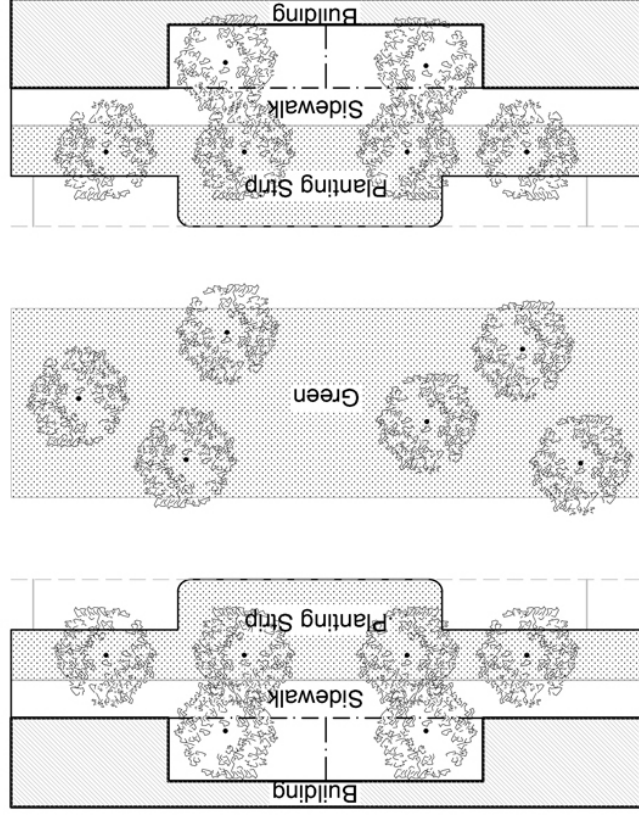 Building
Sidewalk
Planting Strip
Green
Planting Strip
Sidewalk
Building